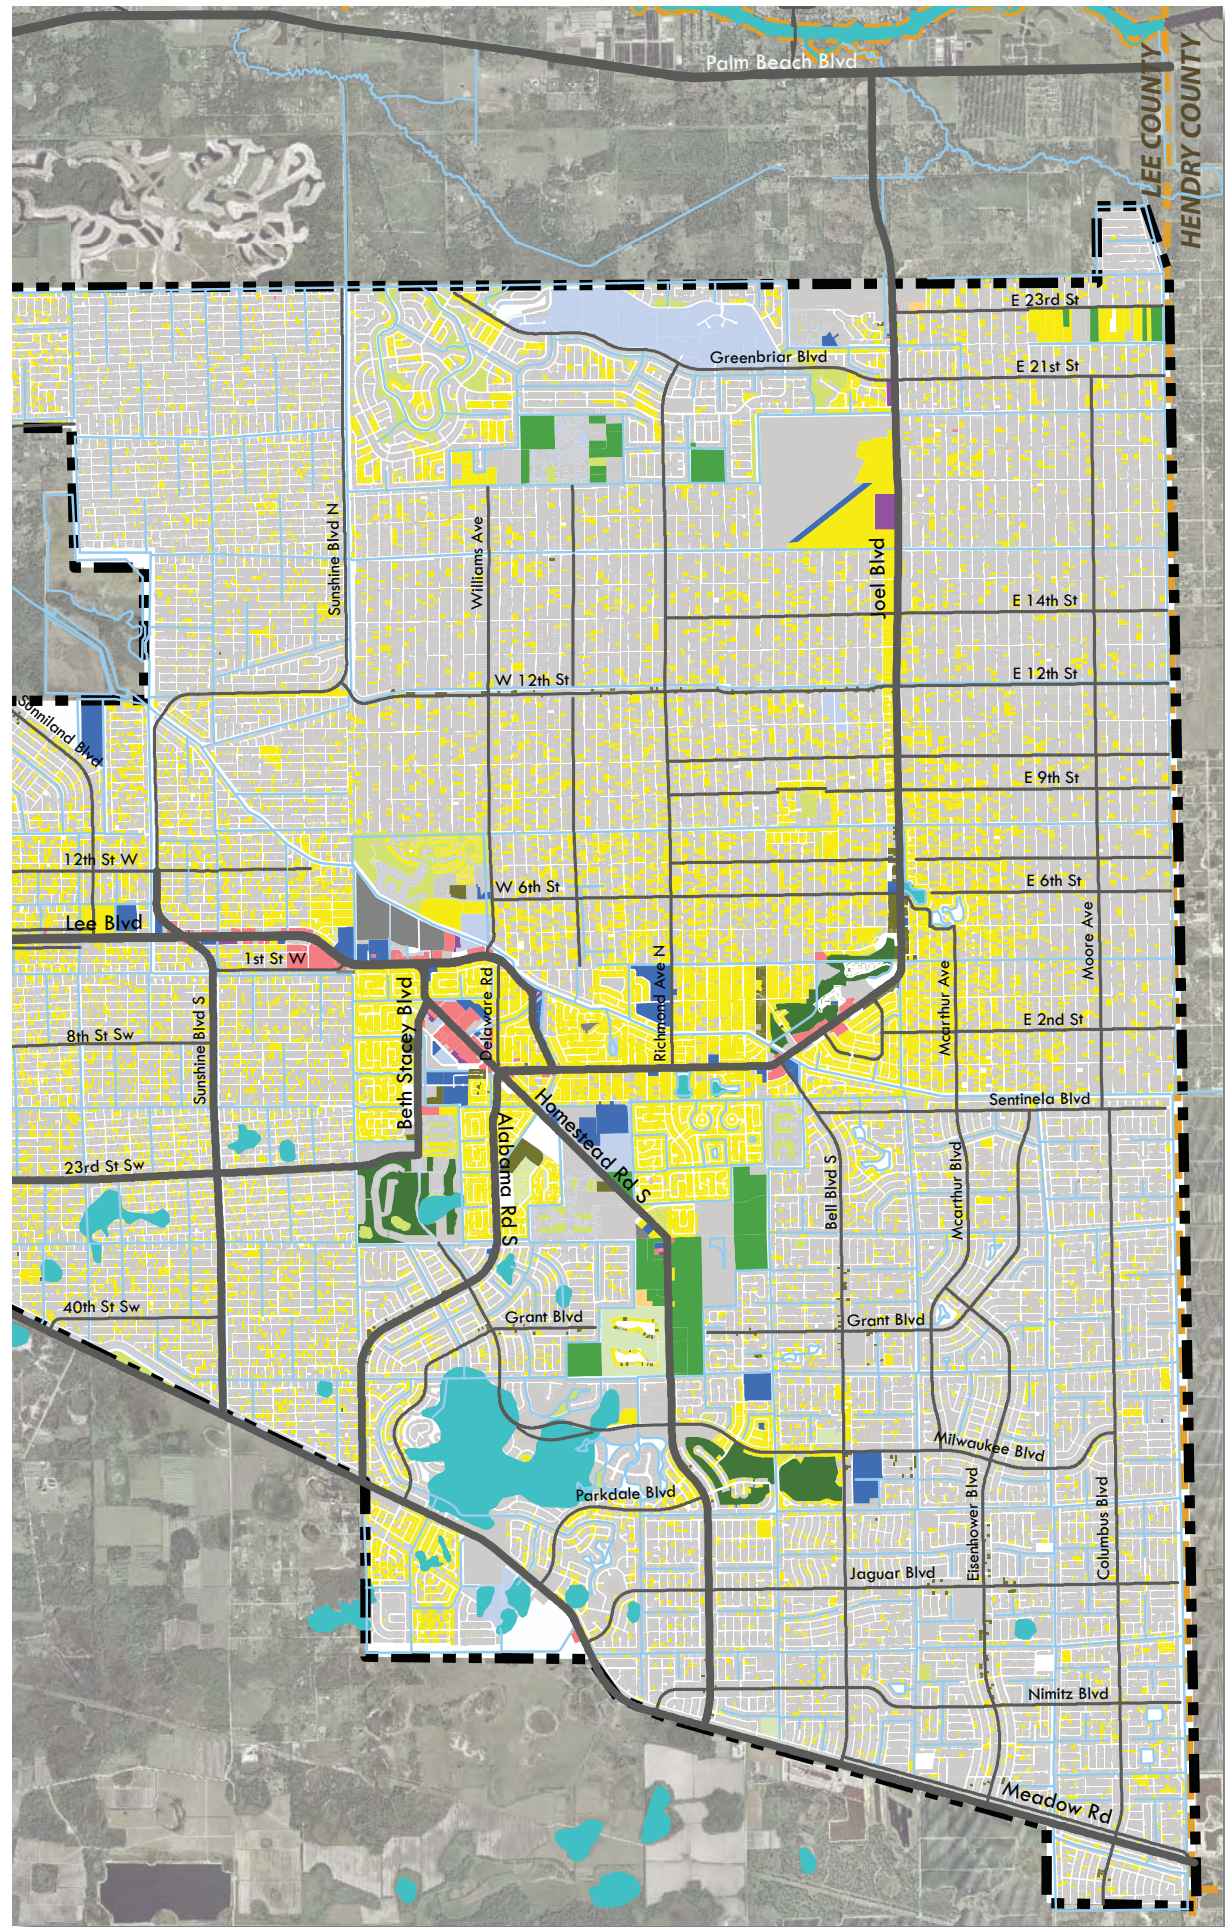 Palm Beach Blvd
LEE COUNTY
HENDRY COUNTY
E 23rd St
Greenbriar Blvd
E 21st St
Sunshine Blvd N
Williams Ave
Joel Blvd
E 14th St
W 12th St
E 12th St
Sunniland Blvd
E 9th St
12th St W
W 6th St
E 6th St
Lee Blvd
Moore Ave
1st St W
Beth Stacey Blvd
Delaware Rd
Richmond Ave N
Mcarthur Ave
Sunshine Blvd S
8th St Sw
E 2nd St
Homestead Rd S
Sentinela Blvd
Alabama Rd S
23rd St Sw
Bell Blvd S
Mcarthur Blvd
40th St Sw
Grant Blvd
Grant Blvd
Milwaukee Blvd
Parkdale Blvd
Eisenhower Blvd
Columbus Blvd
Jaguar Blvd
Nimitz Blvd
Meadow Rd